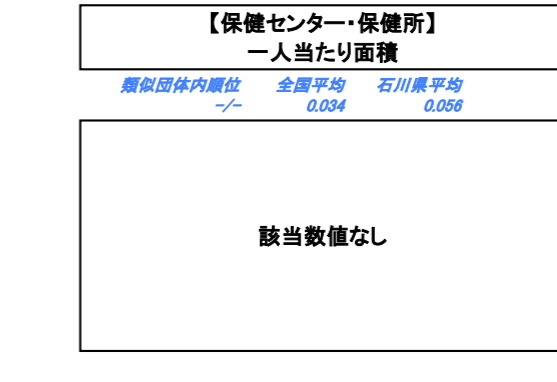 【保健センター・保健所】
一人当たり面積
類似団体内順位 全国平均 石川県平均
-/- 0.034 0.056
該当数値なし